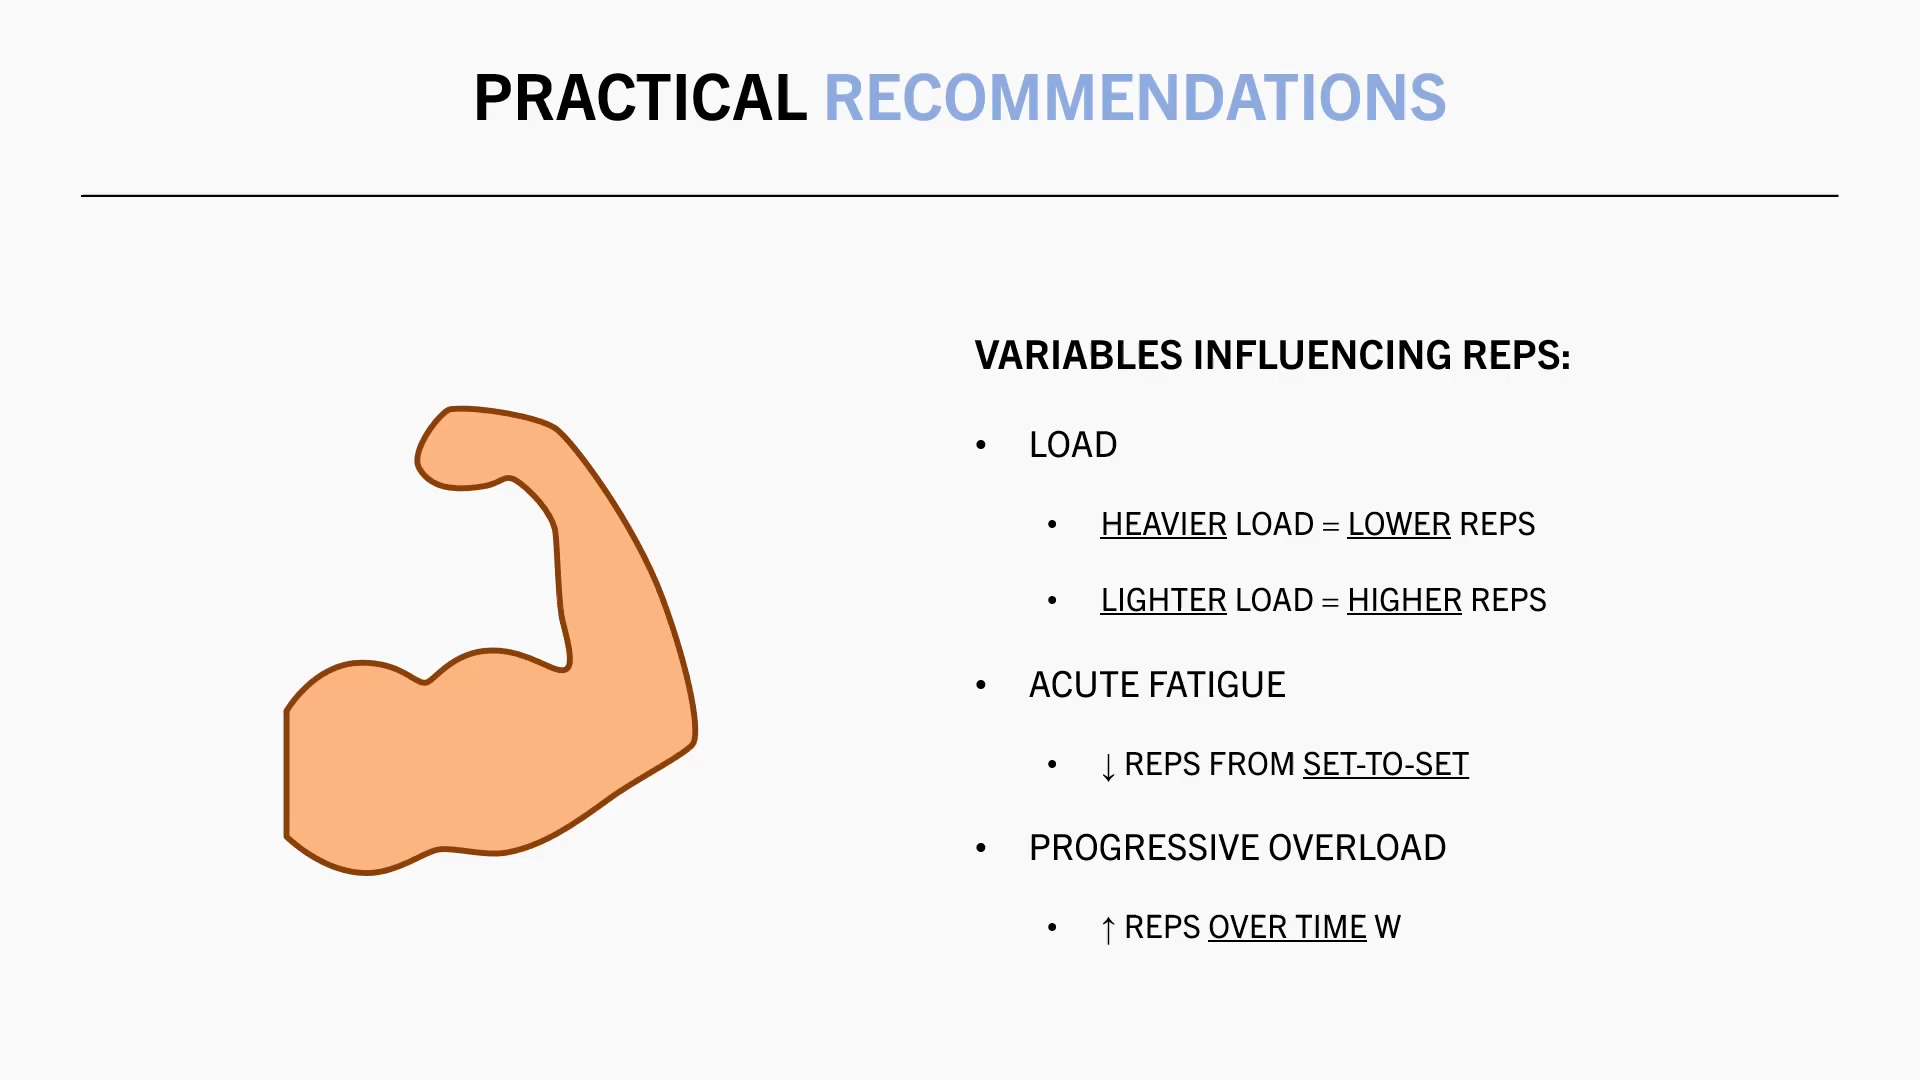 PRACTICAL RECOMMENDATIONS
VARIABLES INFLUENCING REPS:
• LOAD
• HEAVIER LOAD = LOWER REPS
• LIGHTER LOAD = HIGHER REPS
• ACUTE FATIGUE
• ↓ REPS FROM SET-TO-SET
• PROGRESSIVE OVERLOAD
• ↑ REPS OVER TIME W